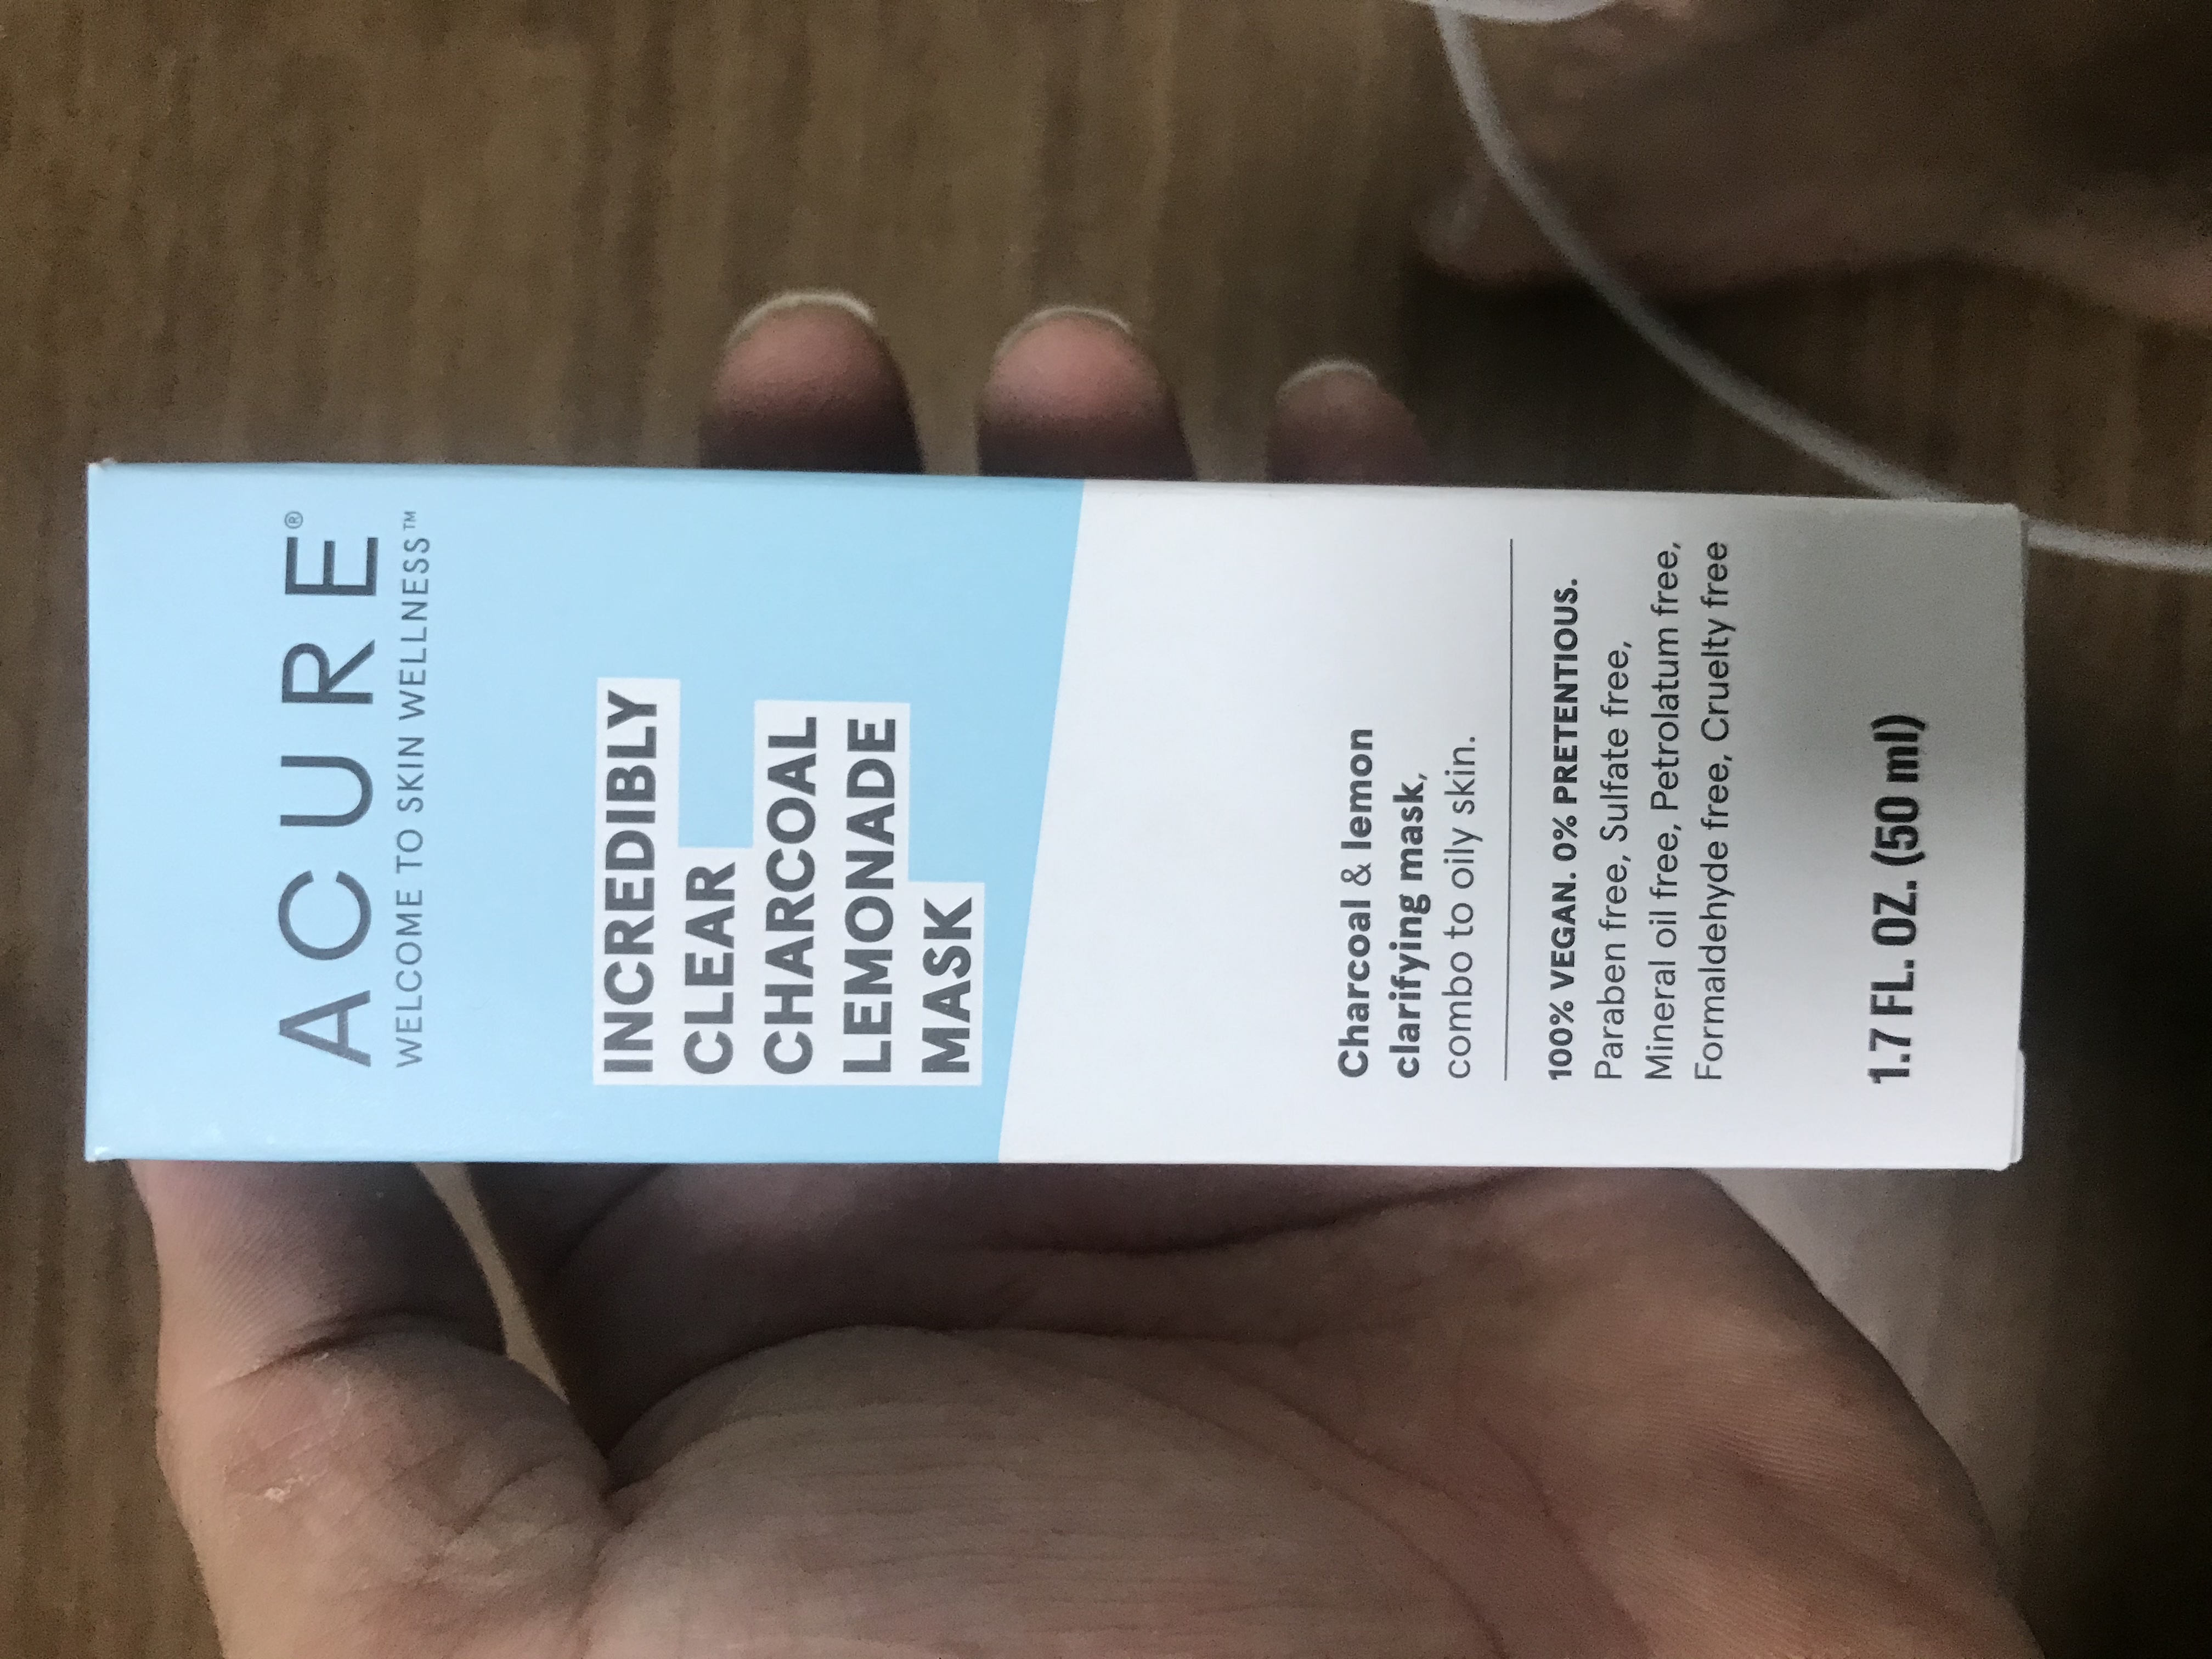 ACURE®
WELCOME TO SKIN WELLNESS™
INCREDIBLY
CLEAR
CHARCOAL
LEMONADE
MASK
Charcoal & lemon
clarifying mask,
combo to oily skin.
100% VEGAN. 0% PRETENTIOUS.
Paraben free, Sulfate free,
Mineral oil free, Petrolatum free,
Formaldehyde free, Cruelty free
1.7 FL. OZ. (50 ml)